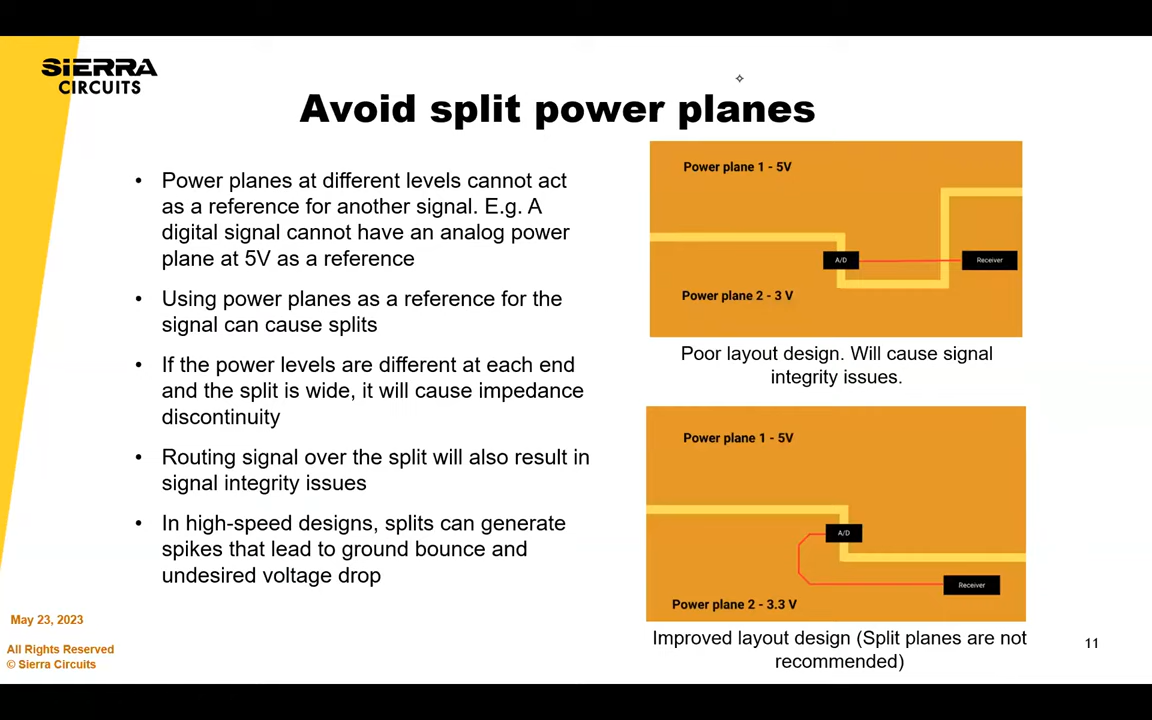 SIERRA
CIRCUITS
Avoid split power planes
• Power planes at different levels cannot act
as a reference for another signal. E.g. A
digital signal cannot have an analog power
plane at 5V as a reference
• Using power planes as a reference for the
signal can cause splits
• If the power levels are different at each end
and the split is wide, it will cause impedance
discontinuity
• Routing signal over the split will also result in
signal integrity issues
• In high-speed designs, splits can generate
spikes that lead to ground bounce and
undesired voltage drop
Power plane 1 - 5V
A/D
Receiver
Power plane 2 - 3 V
Poor layout design. Will cause signal
integrity issues.
Power plane 1 - 5V
A/D
Receiver
Power plane 2 - 3.3 V
Improved layout design (Split planes are not
recommended)
May 23, 2023
All Rights Reserved
© Sierra Circuits
11